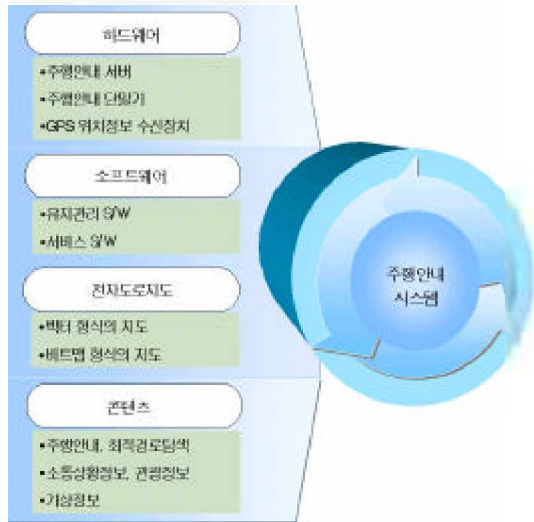 하드웨어
•주행안내 서버
•주행안내 단말기
•GPS 위치정보 수신장치
소프트웨어
•유지관리 S/W
•서비스 S/W
전자도로지도
•벡터 형식의 지도
•비트맵 형식의 지도
콘텐츠
•주행안내, 최적경로탐색
•소통상황정보, 관광정보
•기상정보
주행안내
시스템